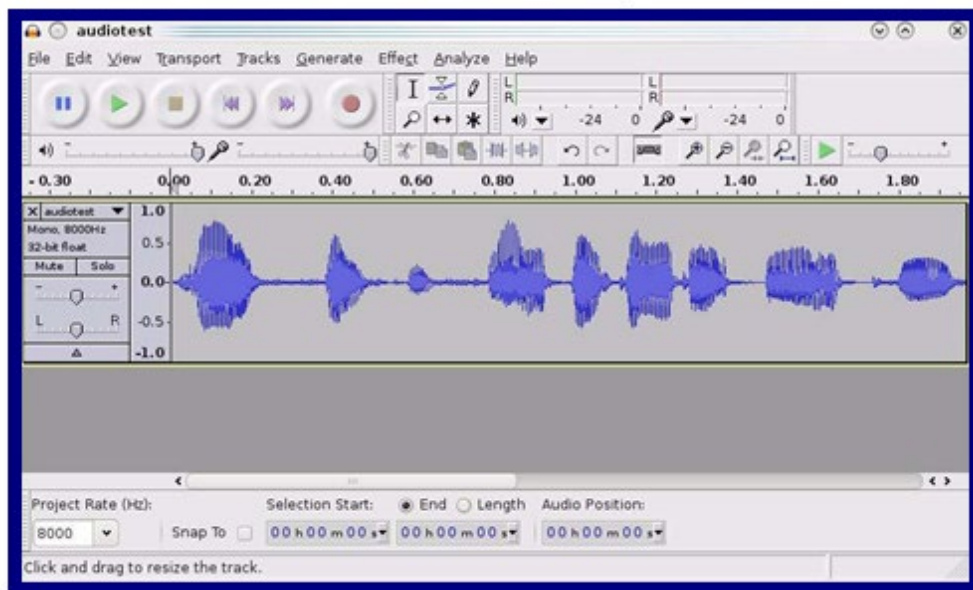 audiotest
File Edit View Transport Tracks Generate Effect Analyze Help
L
R
L
R
-24 0
-24 0
- 0.30 0.00 0.20 0.40 0.60 0.80 1.00 1.20 1.40 1.60 1.80
X audiotest
Mono, 8000Hz
32-bit float
Mute Solo
- +
L R
1.0
0.5
0.0
-0.5
-1.0
Project Rate (Hz): Selection Start: End Length Audio Position:
8000 Snap To 00 h 00 m 00 s 00 h 00 m 00 s 00 h 00 m 00 s
Click and drag to resize the track.